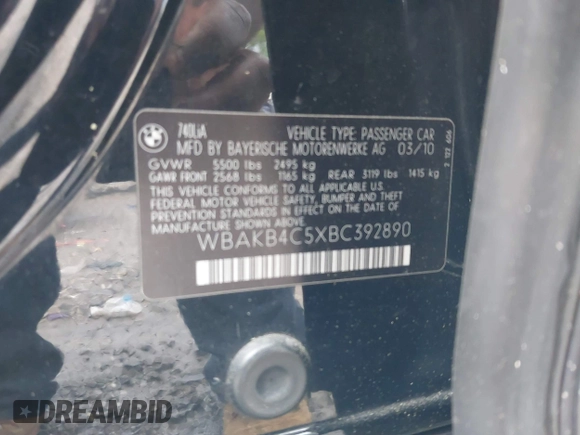 BMW
740LiA VEHICLE TYPE: PASSENGER CAR
MFD BY BAYERISCHE MOTORENWERKE AG 03/10
GVWR 5500 lbs 2495 kg
GAWR FRONT 2568 lbs 1165 kg REAR 3119 lbs 1415 kg
THIS VEHICLE CONFORMS TO ALL APPLICABLE U.S.
FEDERAL MOTOR VEHICLE SAFETY, BUMPER, AND
THEFT PREVENTION STANDARDS IN EFFECT ON THE DATE OF
MANUFACTURE SHOWN ABOVE.
WBAKB4C5XBC392890
DREAMBID